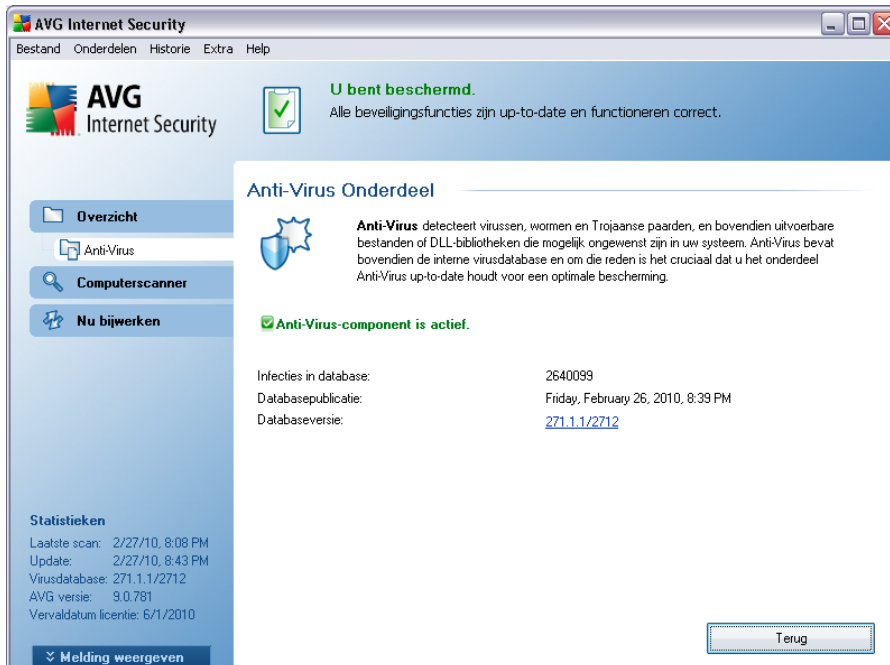 AVG Internet Security
Bestand Onderdelen Historie Extra Help
AVG
Internet Security
U bent beschermd.
Alle beveiligingsfuncties zijn up-to-date en functioneren correct.
Overzicht
Anti-Virus
Computerscanner
Nu bijwerken
Anti-Virus Onderdeel
Anti-Virus detecteert virussen, wormen en Trojaanse paarden, en bovendien uitvoerbare
bestanden of DLL-bibliotheken die mogelijk ongewenst zijn in uw systeem. Anti-Virus bevat
bovendien de interne virusdatabase en om die reden is het cruciaal dat u het onderdeel
Anti-Virus up-to-date houdt voor een optimale bescherming.
Anti-Virus-component is actief.
Infecties in database: 2640099
Databasepublicatie: Friday, February 26, 2010, 8:39 PM
Databaseversie: 271.1.1/2712
Statistieken
Laatste scan: 2/27/10, 8:08 PM
Update: 2/27/10, 8:43 PM
Virusdatabase: 271.1.1/2712
AVG versie: 9.0.781
Vervaldatum licentie: 6/1/2010
Melding weergeven
Terug